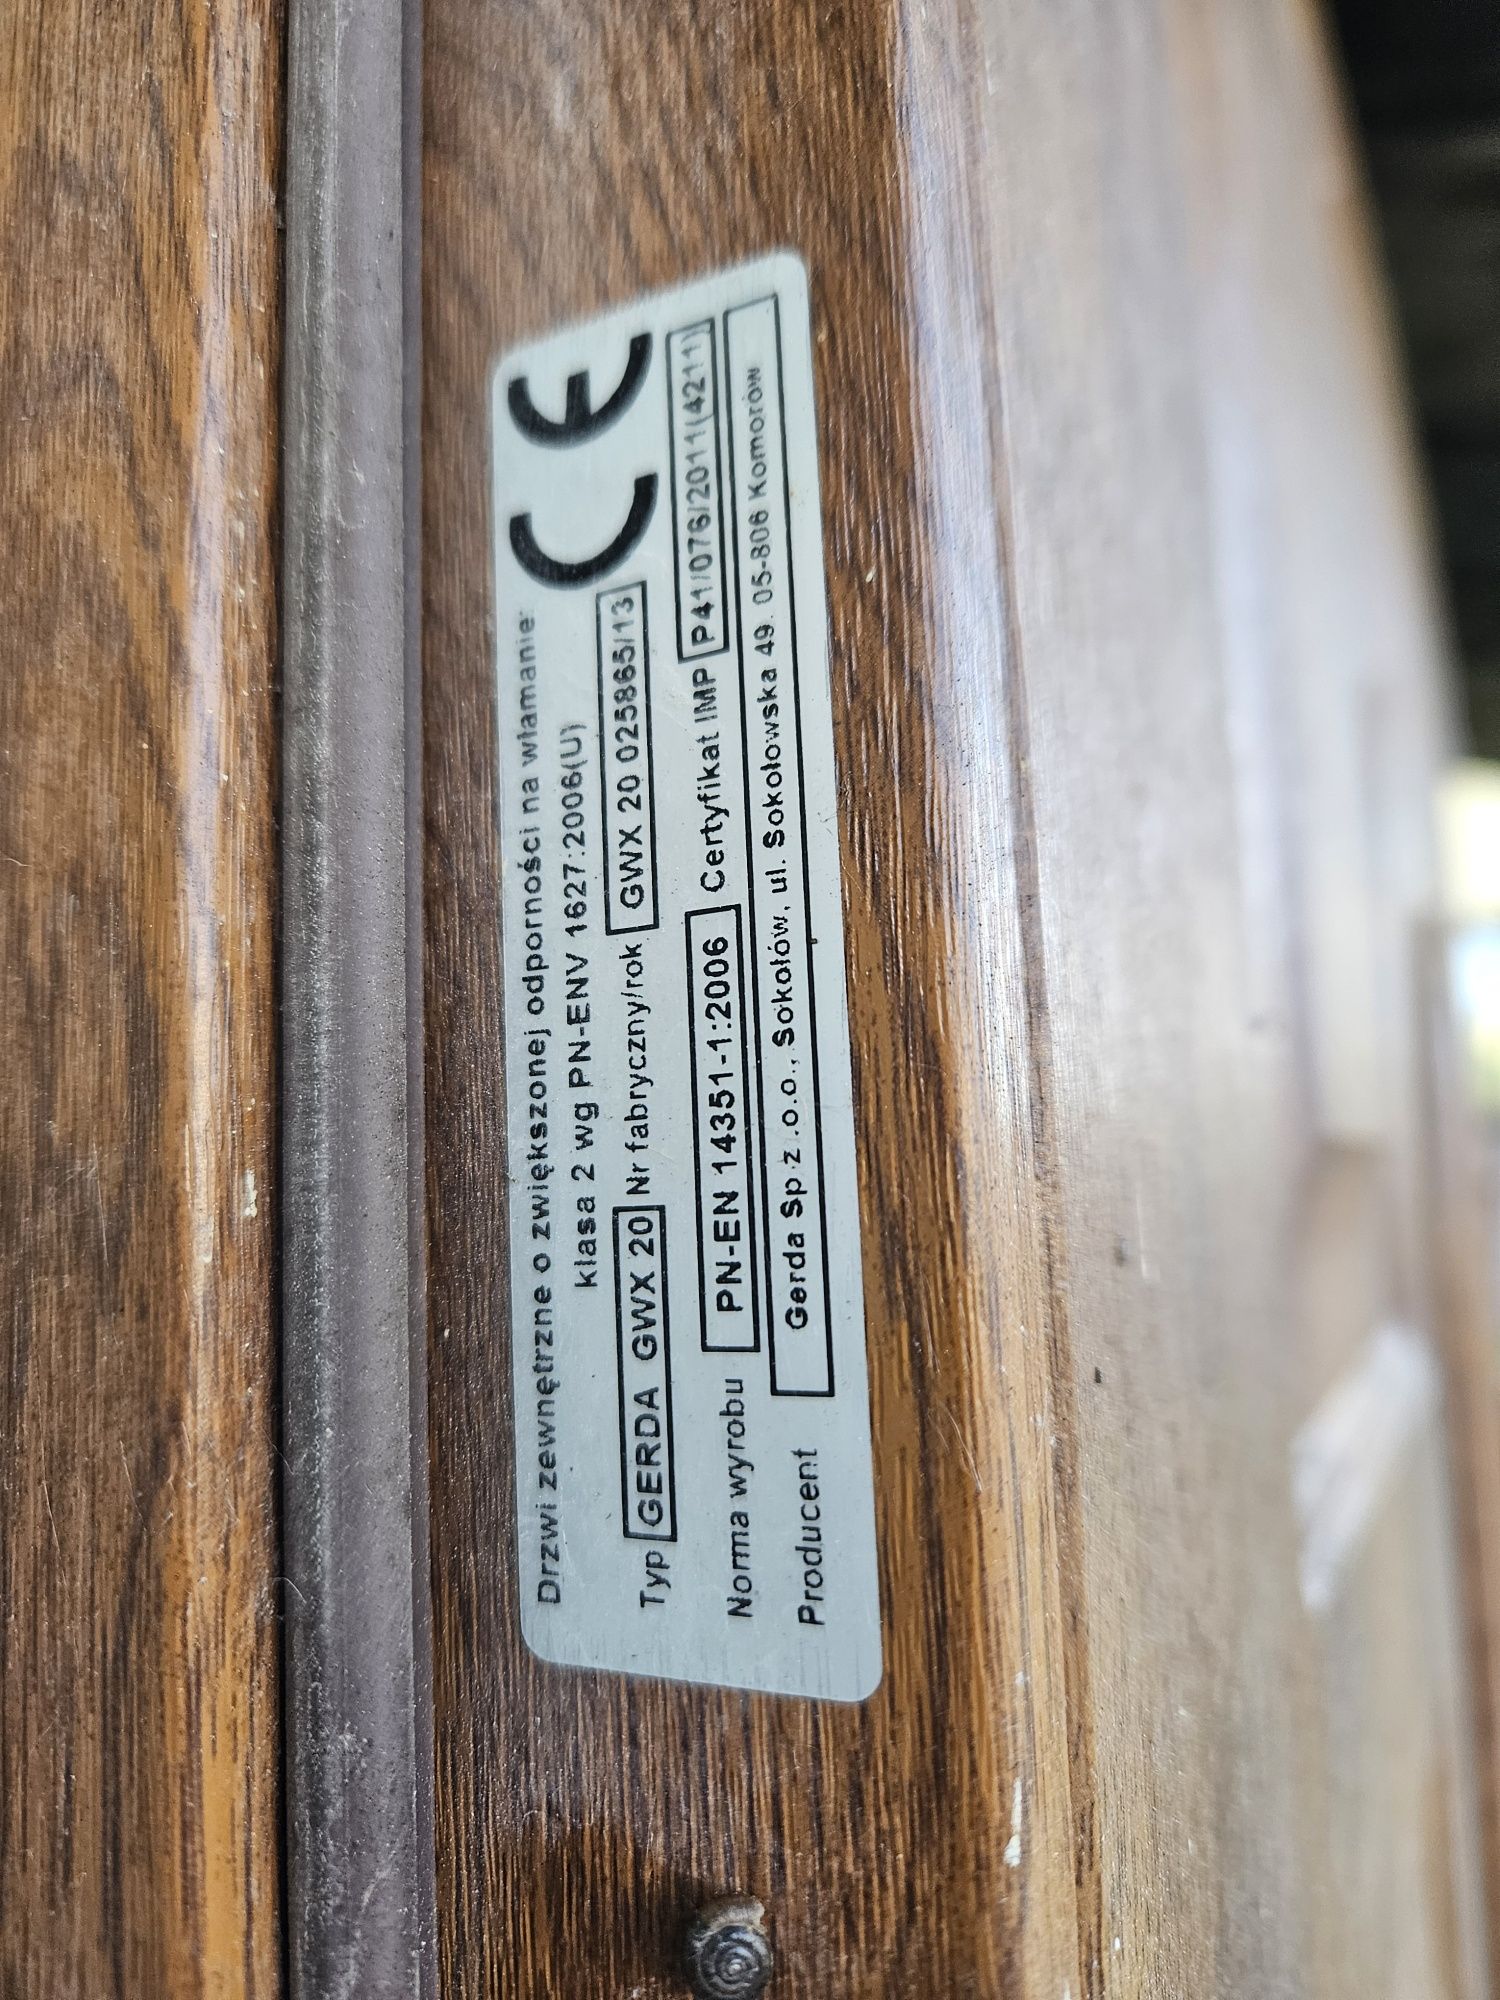 Drzwi zewnętrzne o zwiększonej odporności na włamanie:
klasa 2 wg PN-ENV 1627:2006(U)
CE
Typ GERDA GWX 20 Nr fabryczny/rok GWX 20 025865/13
Norma wyrobu PN-EN 14351-1:2006 Certyfikat IMP P41/076/2011(4211)
Producent Gerda Sp z .o.o., Sokołów, ul. Sokołowska 49. 05-806 Komorów